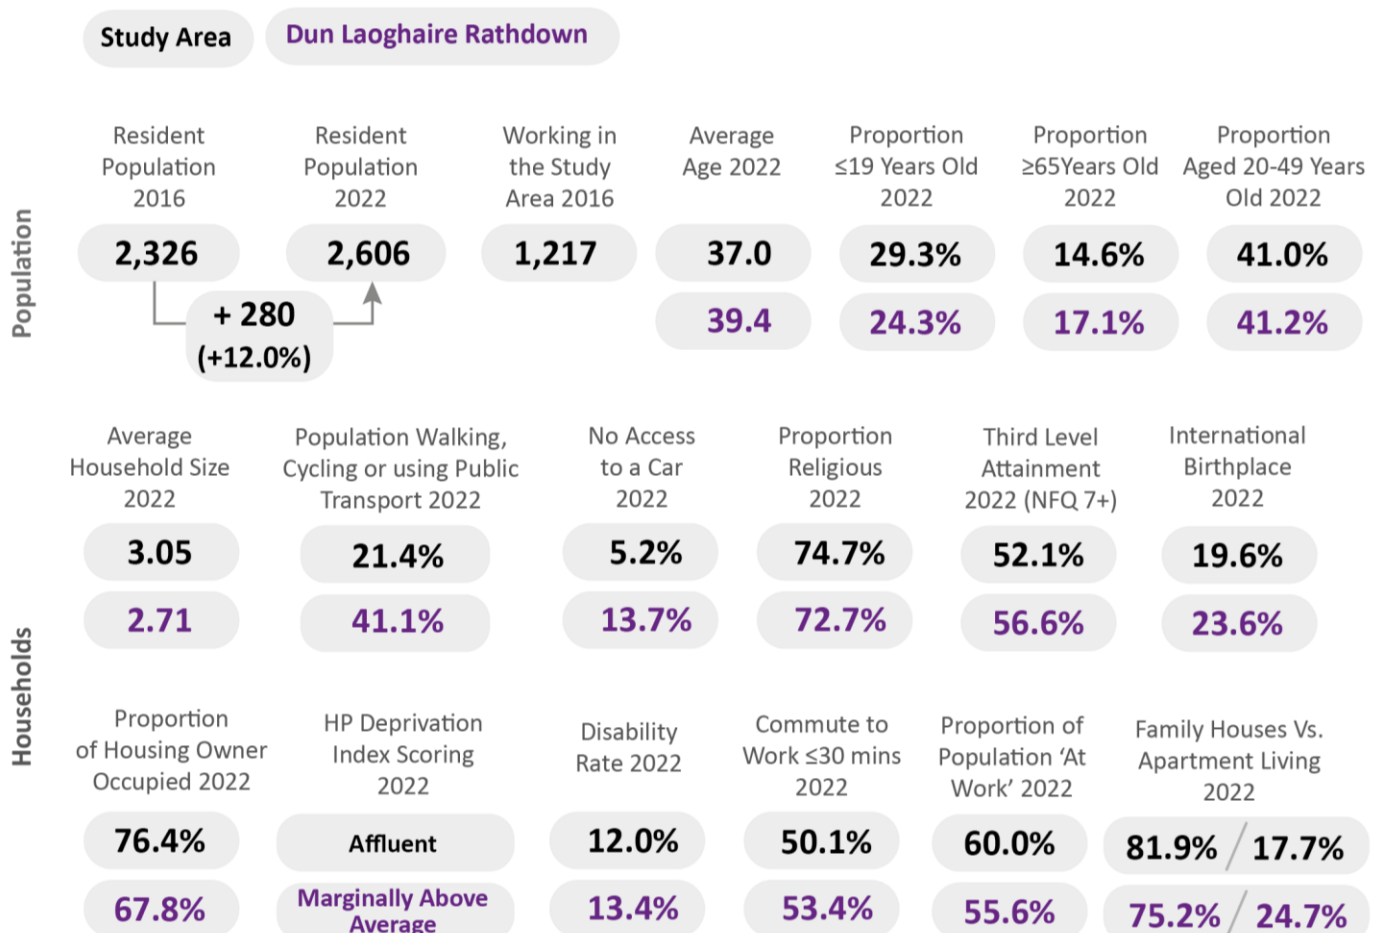 Study Area
Dun Laoghaire Rathdown
Population
Resident
Population
2016
2,326
Resident
Population
2022
2,606
+ 280
(+12.0%)
Working in
the Study
Area 2016
1,217
Average
Age 2022
37.0
39.4
Proportion
≤19 Years Old
2022
29.3%
24.3%
Proportion
≥65Years Old
2022
14.6%
17.1%
Proportion
Aged 20-49 Years
Old 2022
41.0%
41.2%
Households
Average
Household Size
2022
3.05
2.71
Population Walking,
Cycling or using Public
Transport 2022
21.4%
41.1%
No Access
to a Car
2022
5.2%
13.7%
Proportion
Religious
2022
74.7%
72.7%
Third Level
Attainment
2022 (NFQ 7+)
52.1%
56.6%
International
Birthplace
2022
19.6%
23.6%
Proportion
of Housing Owner
Occupied 2022
76.4%
67.8%
HP Deprivation
Index Scoring
2022
Affluent
Marginally Above
Average
Disability
Rate 2022
12.0%
13.4%
Commute to
Work ≤30 mins
2022
50.1%
53.4%
Proportion of
Population ‘At
Work’ 2022
60.0%
55.6%
Family Houses Vs.
Apartment Living
2022
81.9% / 17.7%
75.2% / 24.7%